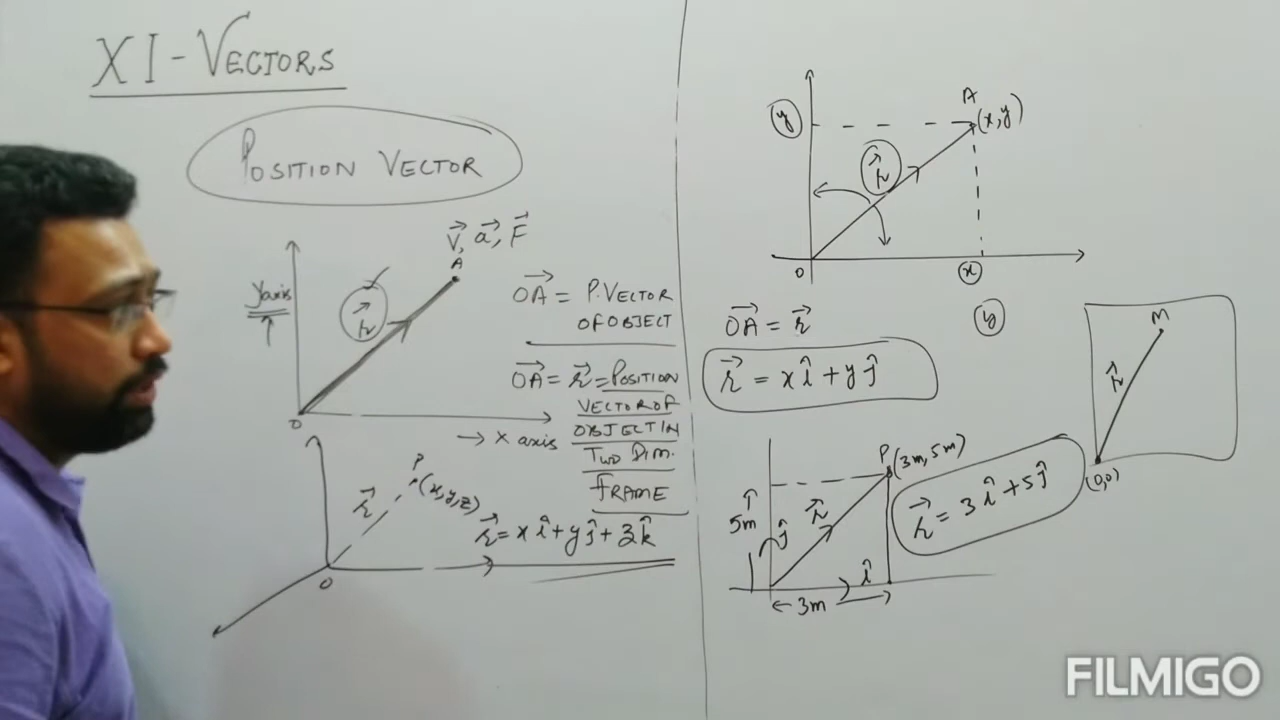 XI - VECTORS
POSITION VECTOR
V⃗, a⃗, F⃗
A
r⃗
Yaxis
O
→ X axis
OA⃗ = P.VECTOR
OF OBJECT
OA⃗ = r⃗ = POSITION
VECTOR OF
OBJECT IN
TWO DIM.
FRAME
P
(x,y,z)
r⃗
O
r⃗ = x î + y ĵ + z k̂
A
(x,y)
y
r⃗
O
x
y
OA⃗ = r⃗
r⃗ = x î + y ĵ
M
r⃗
(0,0)
P (3m, 5m)
5m
r⃗
ĵ
î
3m
r⃗ = 3 î + 5 ĵ
FILMIGO